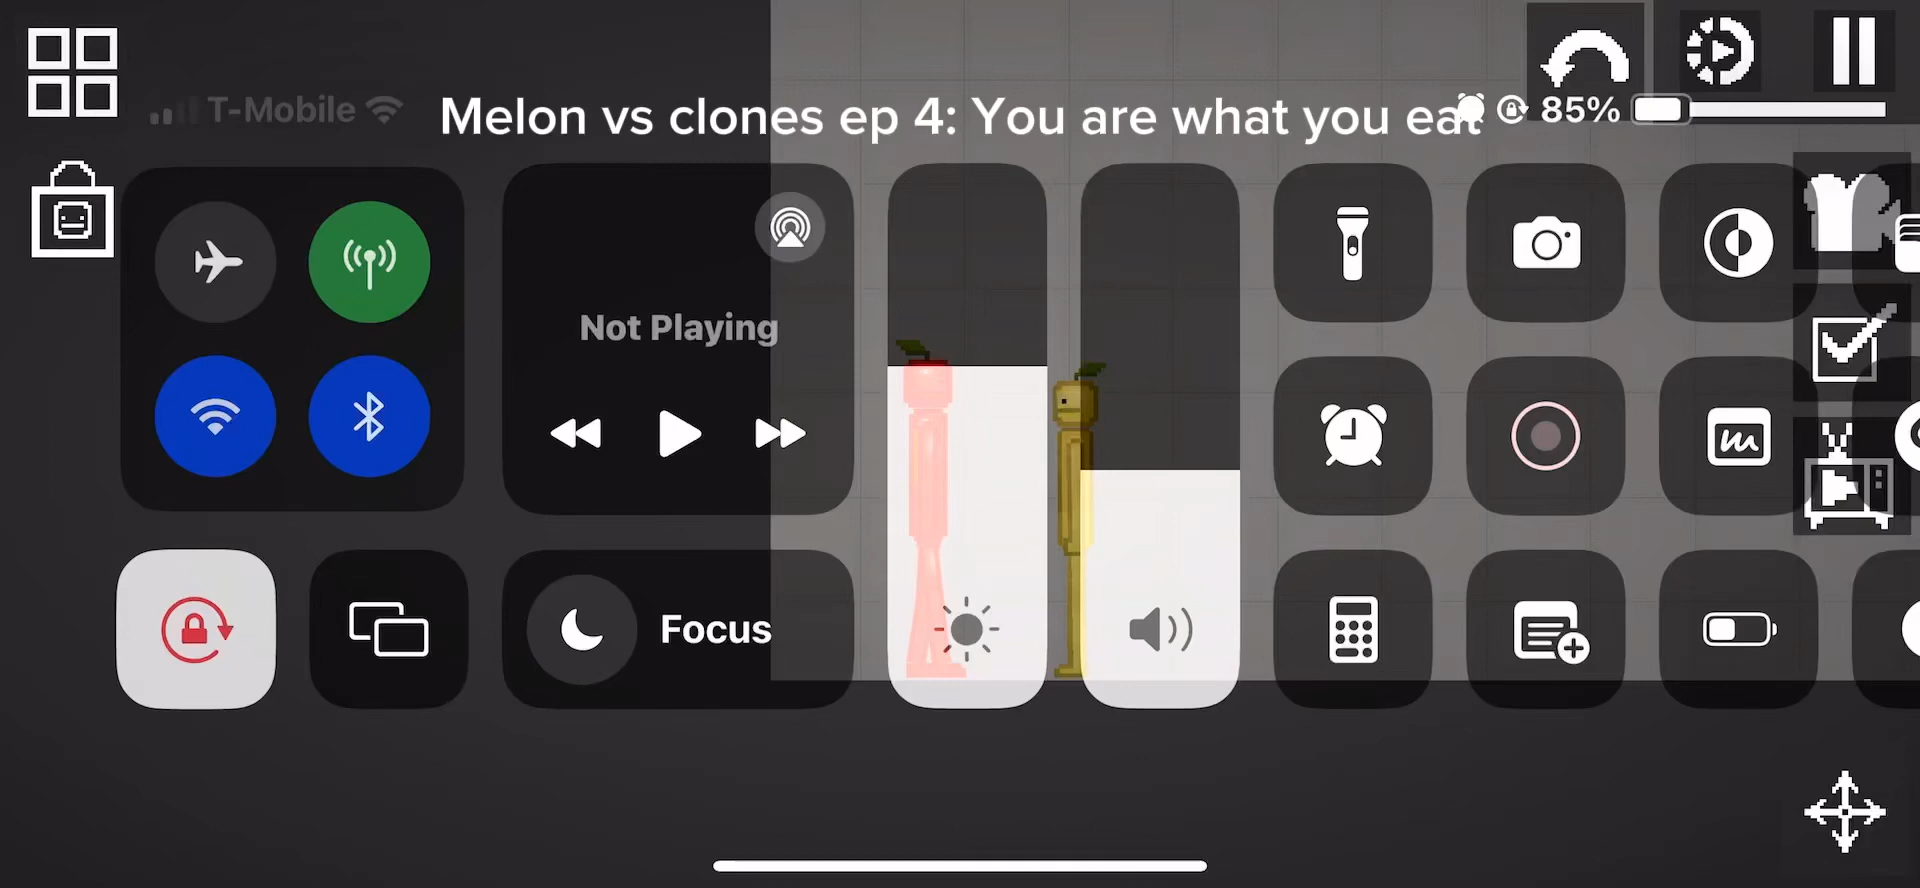 T-Mobile
Melon vs clones ep 4: You are what you eat
85%
Not Playing
Focus